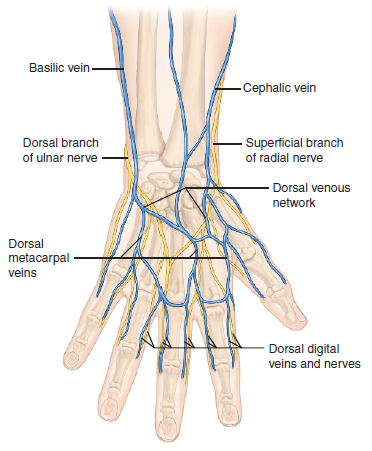 Basilic vein
Cephalic vein
Dorsal branch
of ulnar nerve
Superficial branch
of radial nerve
Dorsal venous
network
Dorsal
metacarpal
veins
Dorsal digital
veins and nerves